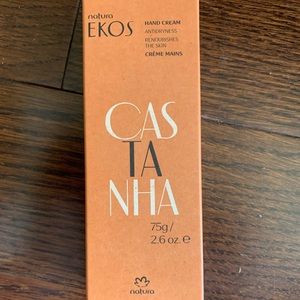 natura
EKOS
HAND CREAM
ANTIDRYNESS
RENOURISHES
THE SKIN
CRÈME MAINS
CAS
TA
NHA
75g/
2.6 oz. e
natura